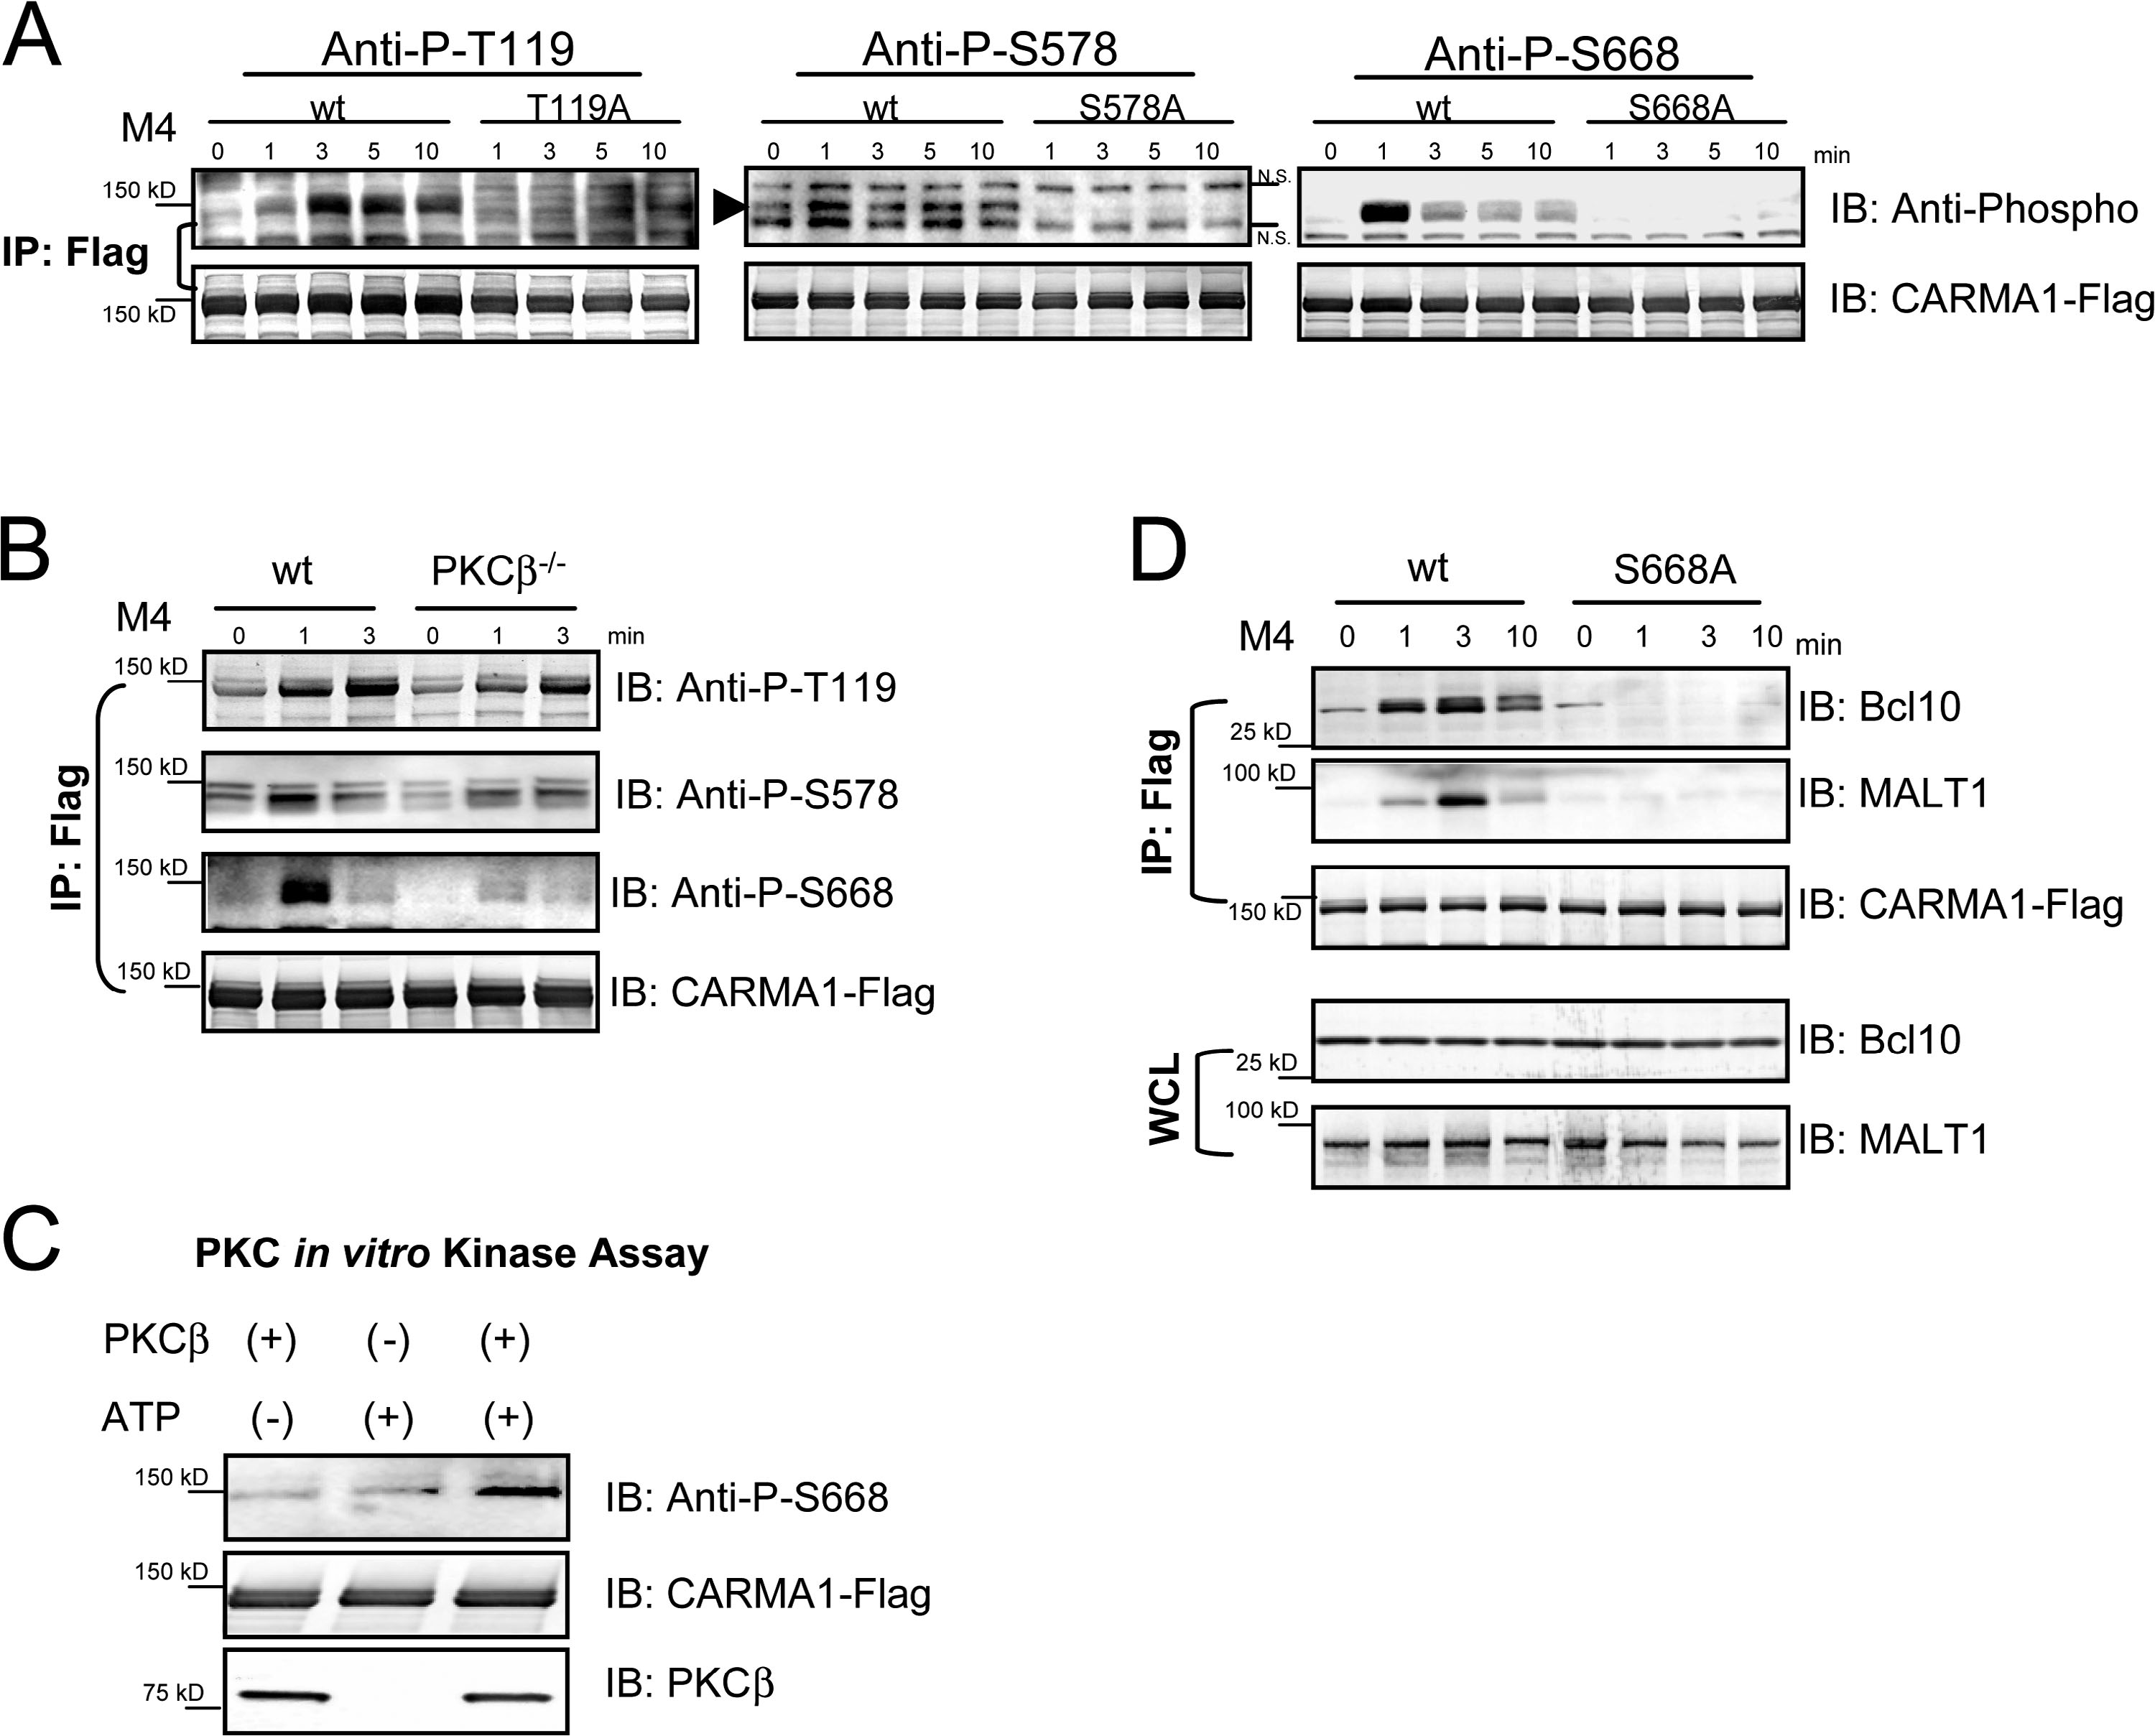 A
Anti-P-T119 Anti-P-S578 Anti-P-S668
wt T119A wt S578A wt S668A
M4
0 1 3 5 10 1 3 5 10 0 1 3 5 10 1 3 5 10 0 1 3 5 10 1 3 5 10 min
150 kD N.S. IB: Anti-Phospho
N.S.
IP: Flag
150 kD IB: CARMA1-Flag
B
wt PKCβ-/-
M4 0 1 3 0 1 3 min
150 kD IB: Anti-P-T119
150 kD IB: Anti-P-S578
IP: Flag
150 kD IB: Anti-P-S668
150 kD IB: CARMA1-Flag
D
wt S668A
M4 0 1 3 10 0 1 3 10 min
IB: Bcl10
25 kD
100 kD IB: MALT1
IP: Flag
150 kD IB: CARMA1-Flag
IB: Bcl10
25 kD
WCL
100 kD IB: MALT1
C
PKC in vitro Kinase Assay
PKCβ (+) (-) (+)
ATP (-) (+) (+)
150 kD IB: Anti-P-S668
150 kD IB: CARMA1-Flag
75 kD IB: PKCβ